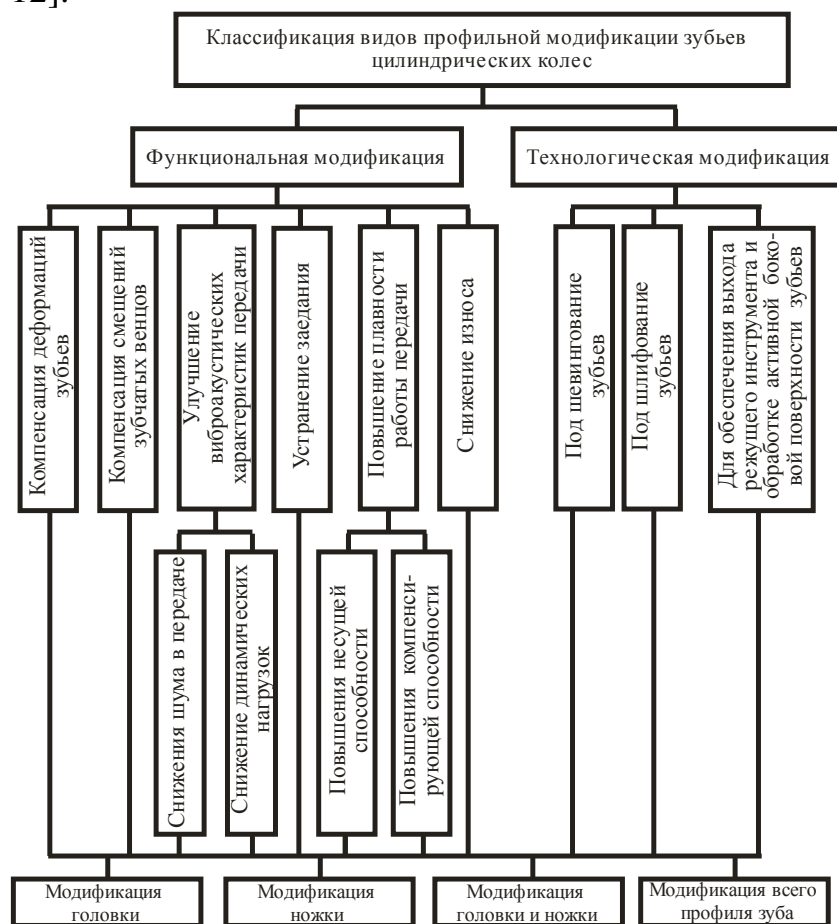 12].
Классификация видов профильной модификации зубьев
цилиндрических колес
Функциональная модификация
Технологическая модификация
Компенсация деформаций
зубьев
Компенсация смещений
зубчатых венцов
Улучшение
виброакустических
характеристик передачи
Устранение заедания
Повышение плавности
работы передачи
Снижение износа
Под шевингование
зубьев
Под шлифование
зубьев
Для обеспечения выхода
режущего инструмента и
обработке активной боко-
вой поверхности зубьев
Снижения шума в передаче
Снижение динамических
нагрузок
Повышения несущей
способности
Повышения компенси-
рующей способности
Модификация
головки
Модификация
ножки
Модификация
головки и ножки
Модификация всего
профиля зуба